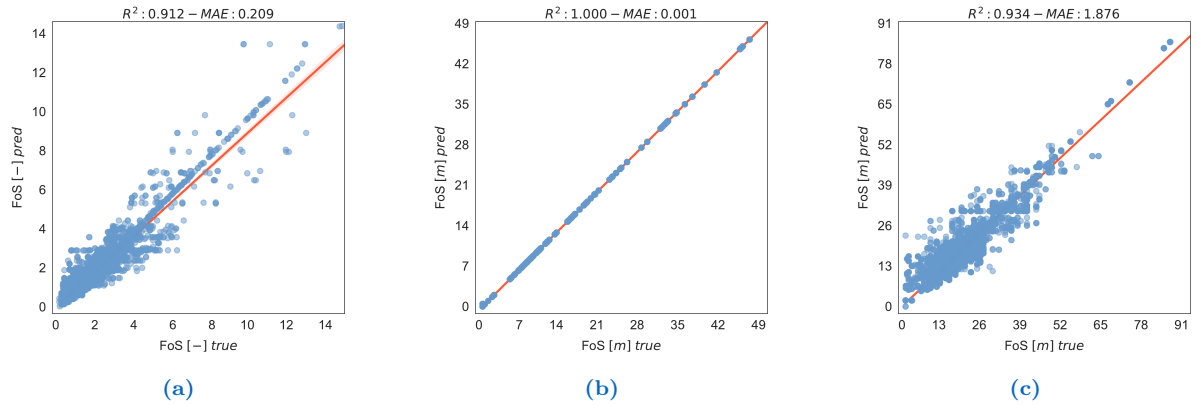 R² : 0.912 − MAE : 0.209
14
12
10
8
6
4
2
0
FoS [−] pred
0 2 4 6 8 10 12 14
FoS [−] true
(a)
R² : 1.000 − MAE : 0.001
49
42
35
28
21
14
7
0
FoS [m] pred
0 7 14 21 28 35 42 49
FoS [m] true
(b)
R² : 0.934 − MAE : 1.876
91
78
65
52
39
26
13
0
FoS [m] pred
0 13 26 39 52 65 78 91
FoS [m] true
(c)